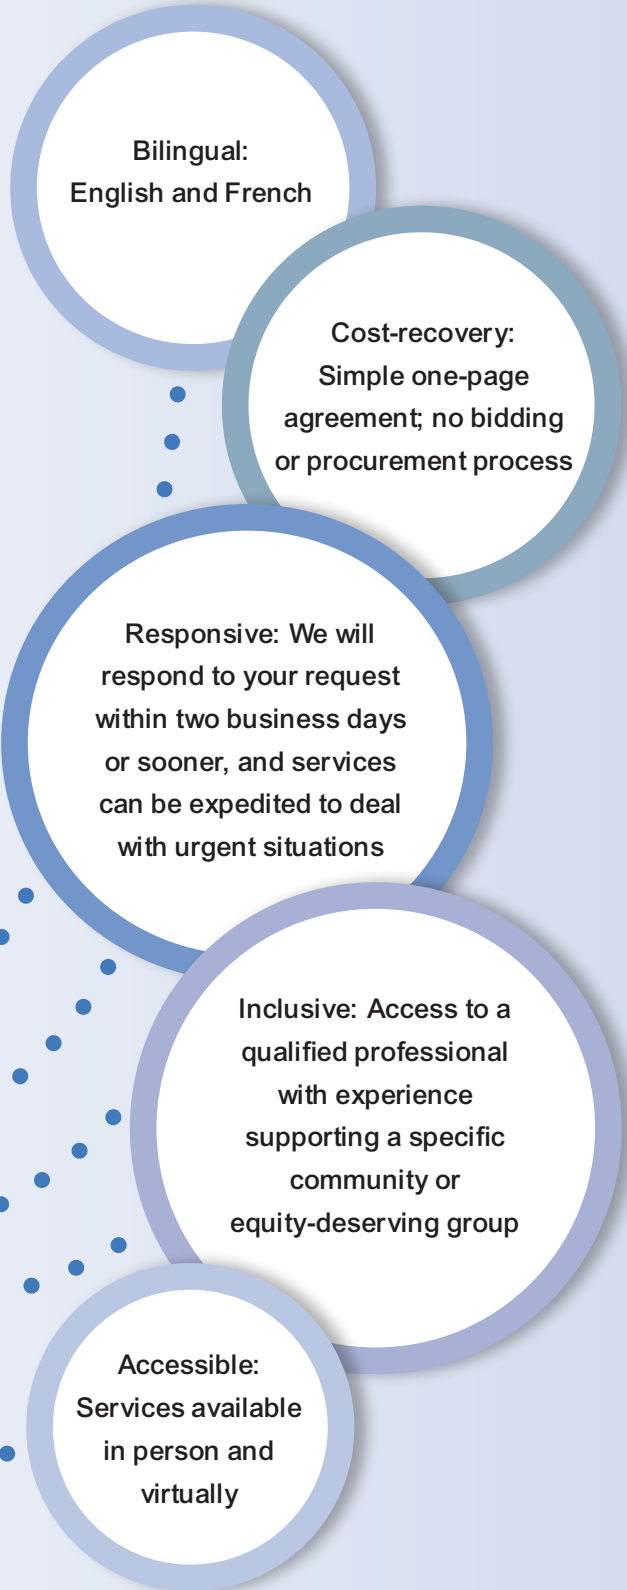 Bilingual:
English and French
Cost-recovery:
Simple one-page
agreement; no bidding
or procurement process
Responsive: We will
respond to your request
within two business days
or sooner, and services
can be expedited to deal
with urgent situations
Inclusive: Access to a
qualified professional
with experience
supporting a specific
community or
equity-deserving group
Accessible:
Services available
in person and
virtually